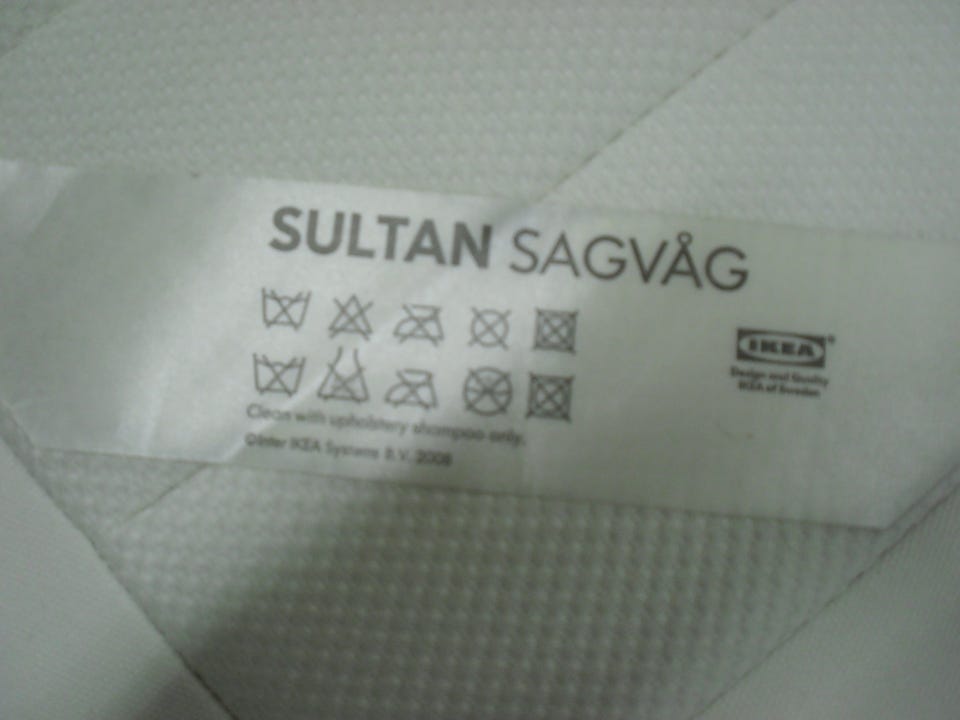 SULTAN SAGVÅG
IKEA®
Design and Quality
IKEA of Sweden
Clean with upholstery shampoo only.
©Inter IKEA Systems B.V. 2008